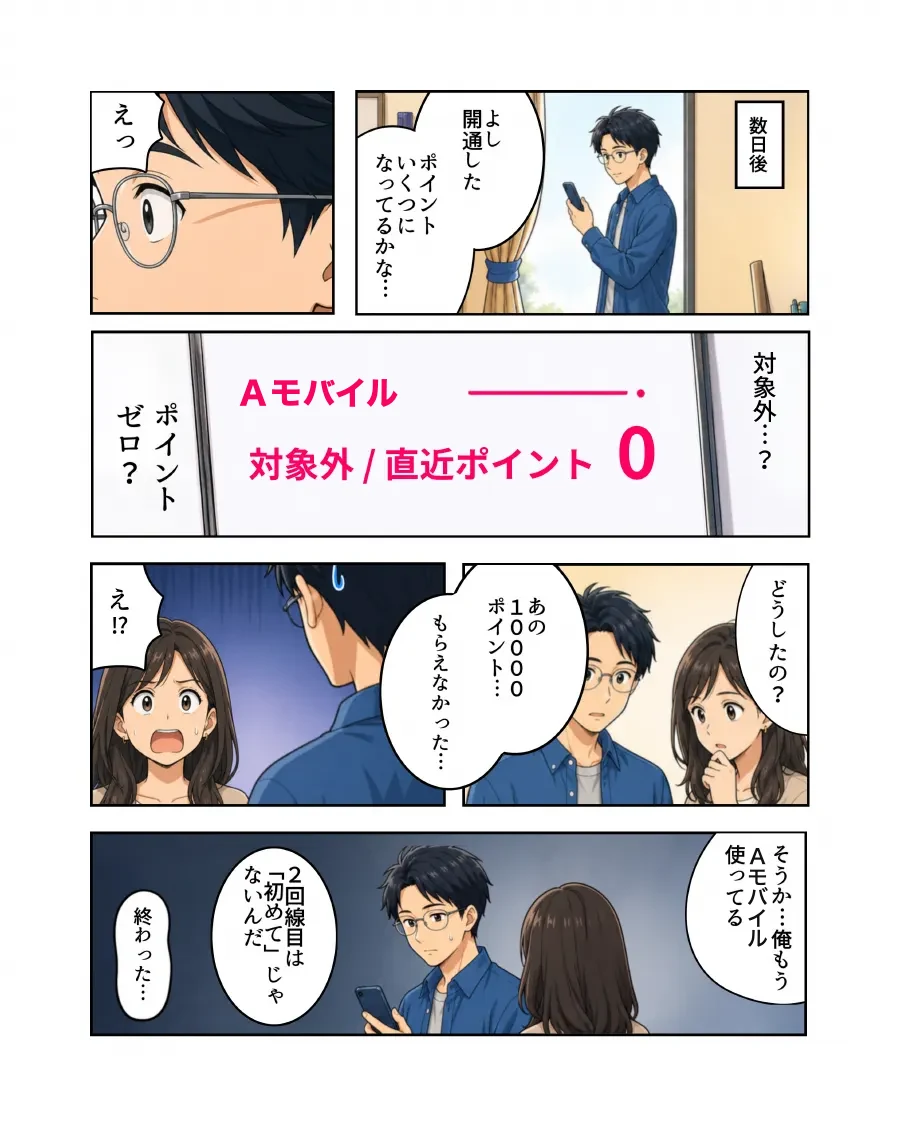 数日後
よし
開通した
ポイント
いくつに
なってるかな…
えっ
対象外…？
Aモバイル
対象外 / 直近ポイント 0
ポイント
ゼロ？
どうしたの？
あの
10000
ポイント…
もらえなかった…
え!?
そうか…俺もう
Aモバイル
使ってる
2回線目は
「初めて」じゃ
ないんだ
終わった…